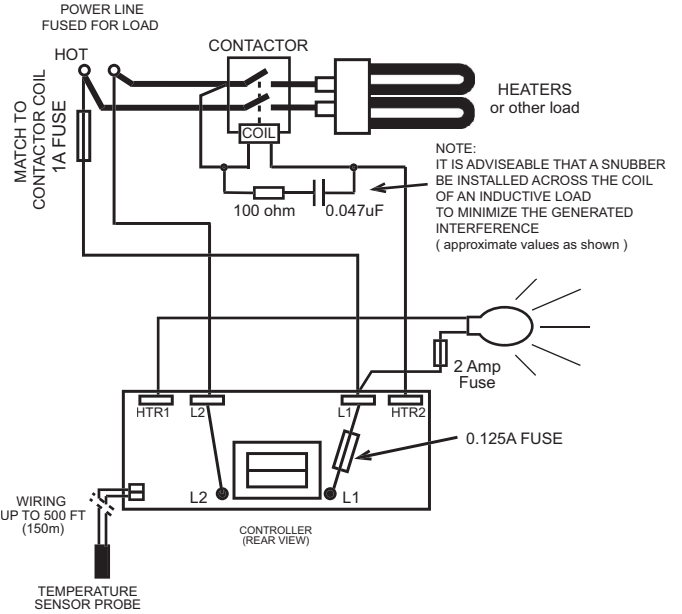 POWER LINE
FUSED FOR LOAD
HOT
CONTACTOR
MATCH TO
CONTACTOR COIL
1A FUSE
COIL
HEATERS
or other load
NOTE:
IT IS ADVISEABLE THAT A SNUBBER
BE INSTALLED ACROSS THE COIL
OF AN INDUCTIVE LOAD
TO MINIMIZE THE GENERATED
INTERFERENCE
( approximate values as shown )
100 ohm
0.047uF
2 Amp
Fuse
HTR1
L2
L1
HTR2
0.125A FUSE
L2
L1
WIRING
UP TO 500 FT
(150m)
CONTROLLER
(REAR VIEW)
TEMPERATURE
SENSOR PROBE